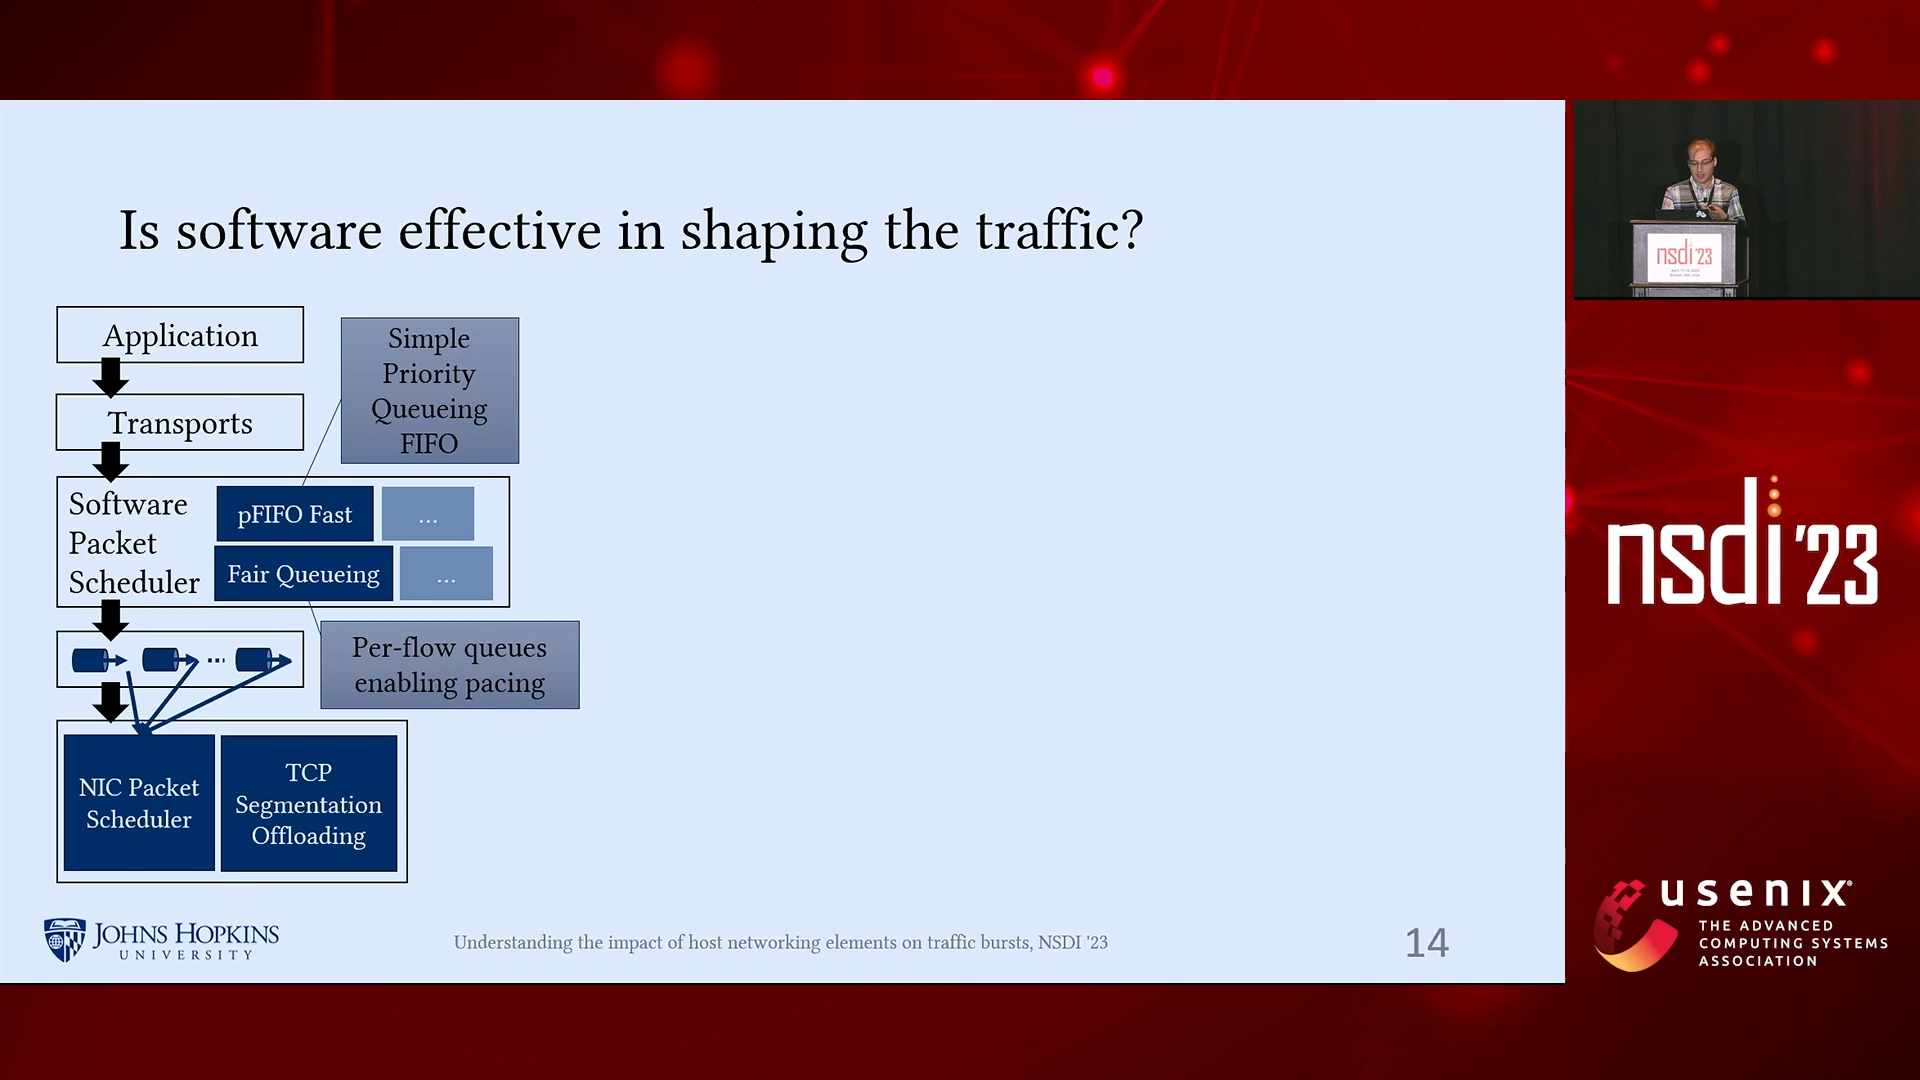 Is software effective in shaping the traffic?
Application
Transports
Simple
Priority
Queueing
FIFO
Software
Packet
Scheduler
pFIFO Fast
...
Fair Queueing
...
...
Per-flow queues
enabling pacing
NIC Packet
Scheduler
TCP
Segmentation
Offloading
JOHNS HOPKINS
UNIVERSITY
Understanding the impact of host networking elements on traffic bursts, NSDI '23
14
nsdi '23
nsdi '23
usenix®
THE ADVANCED
COMPUTING SYSTEMS
ASSOCIATION